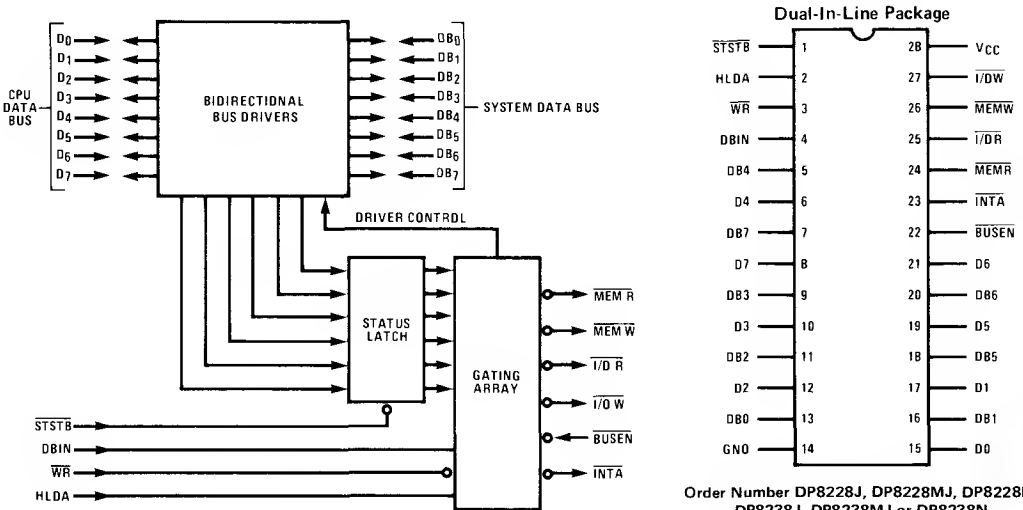 D0
D1
D2
D3
D4
D5
D6
D7
CPU
DATA
BUS
BIDIRECTIONAL
BUS DRIVERS
DB0
DB1
DB2
DB3
DB4
DB5
DB6
DB7
SYSTEM DATA BUS
DRIVER CONTROL
STATUS
LATCH
GATING
ARRAY
MEM R
MEM W
I/O R
I/O W
BUSEN
INTA
STSTB
DBIN
WR
HLDA
Dual-In-Line Package
STSTB 1 28 VCC
HLDA 2 27 I/OW
WR 3 26 MEMW
DBIN 4 25 I/OR
DB4 5 24 MEMR
D4 6 23 INTA
DB7 7 22 BUSEN
D7 8 21 D6
DB3 9 20 DB6
D3 10 19 D5
DB2 11 18 DB5
D2 12 17 D1
DB0 13 16 DB1
GND 14 15 D0
Order Number DP8228J, DP8228MJ, DP8228
DP8238J, DP8238MJ or DP8238N